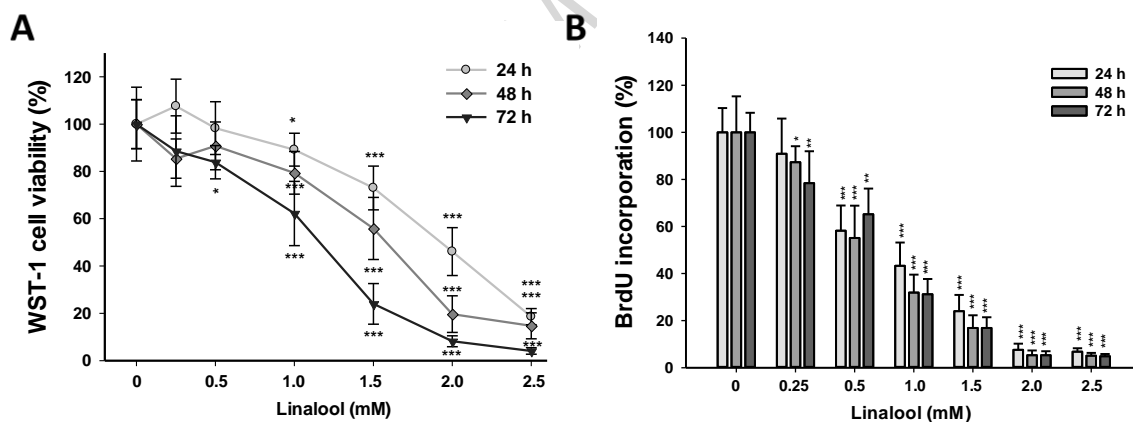 A
WST-1 cell viability (%)
120
100
80
60
40
20
0
24 h
48 h
72 h
*
***
***
***
***
*
***
***
***
***
***
***
***
***
0 0.5 1.0 1.5 2.0 2.5
Linalool (mM)
B
BrdU incorporation (%)
140
120
100
80
60
40
20
0
24 h
48 h
72 h
* **
*** *** **
*** *** ***
*** *** ***
*** *** ***
*** *** ***
0 0.25 0.5 1.0 1.5 2.0 2.5
Linalool (mM)